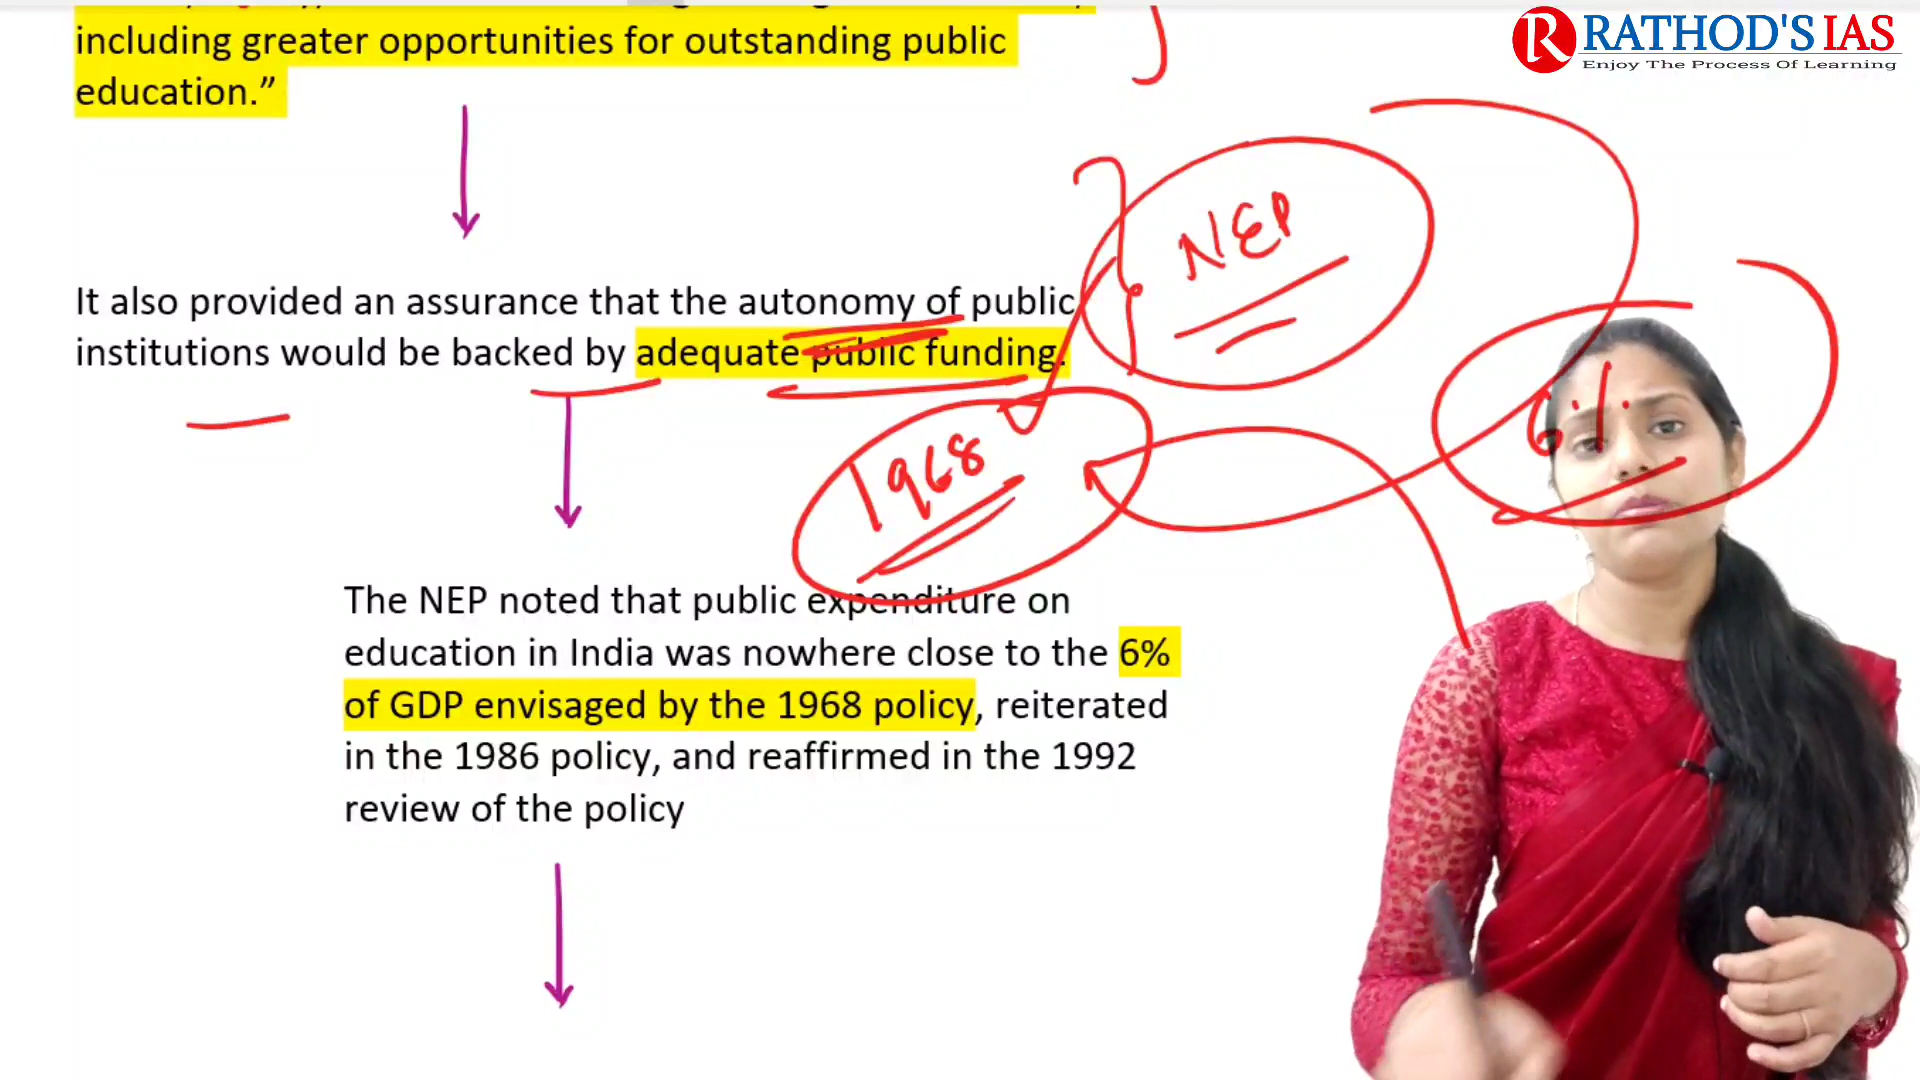 including greater opportunities for outstanding public
education.”
RATHOD'S IAS
Enjoy The Process Of Learning
NEP
It also provided an assurance that the autonomy of public
institutions would be backed by adequate public funding.
6%
1968
The NEP noted that public expenditure on
education in India was nowhere close to the 6%
of GDP envisaged by the 1968 policy, reiterated
in the 1986 policy, and reaffirmed in the 1992
review of the policy